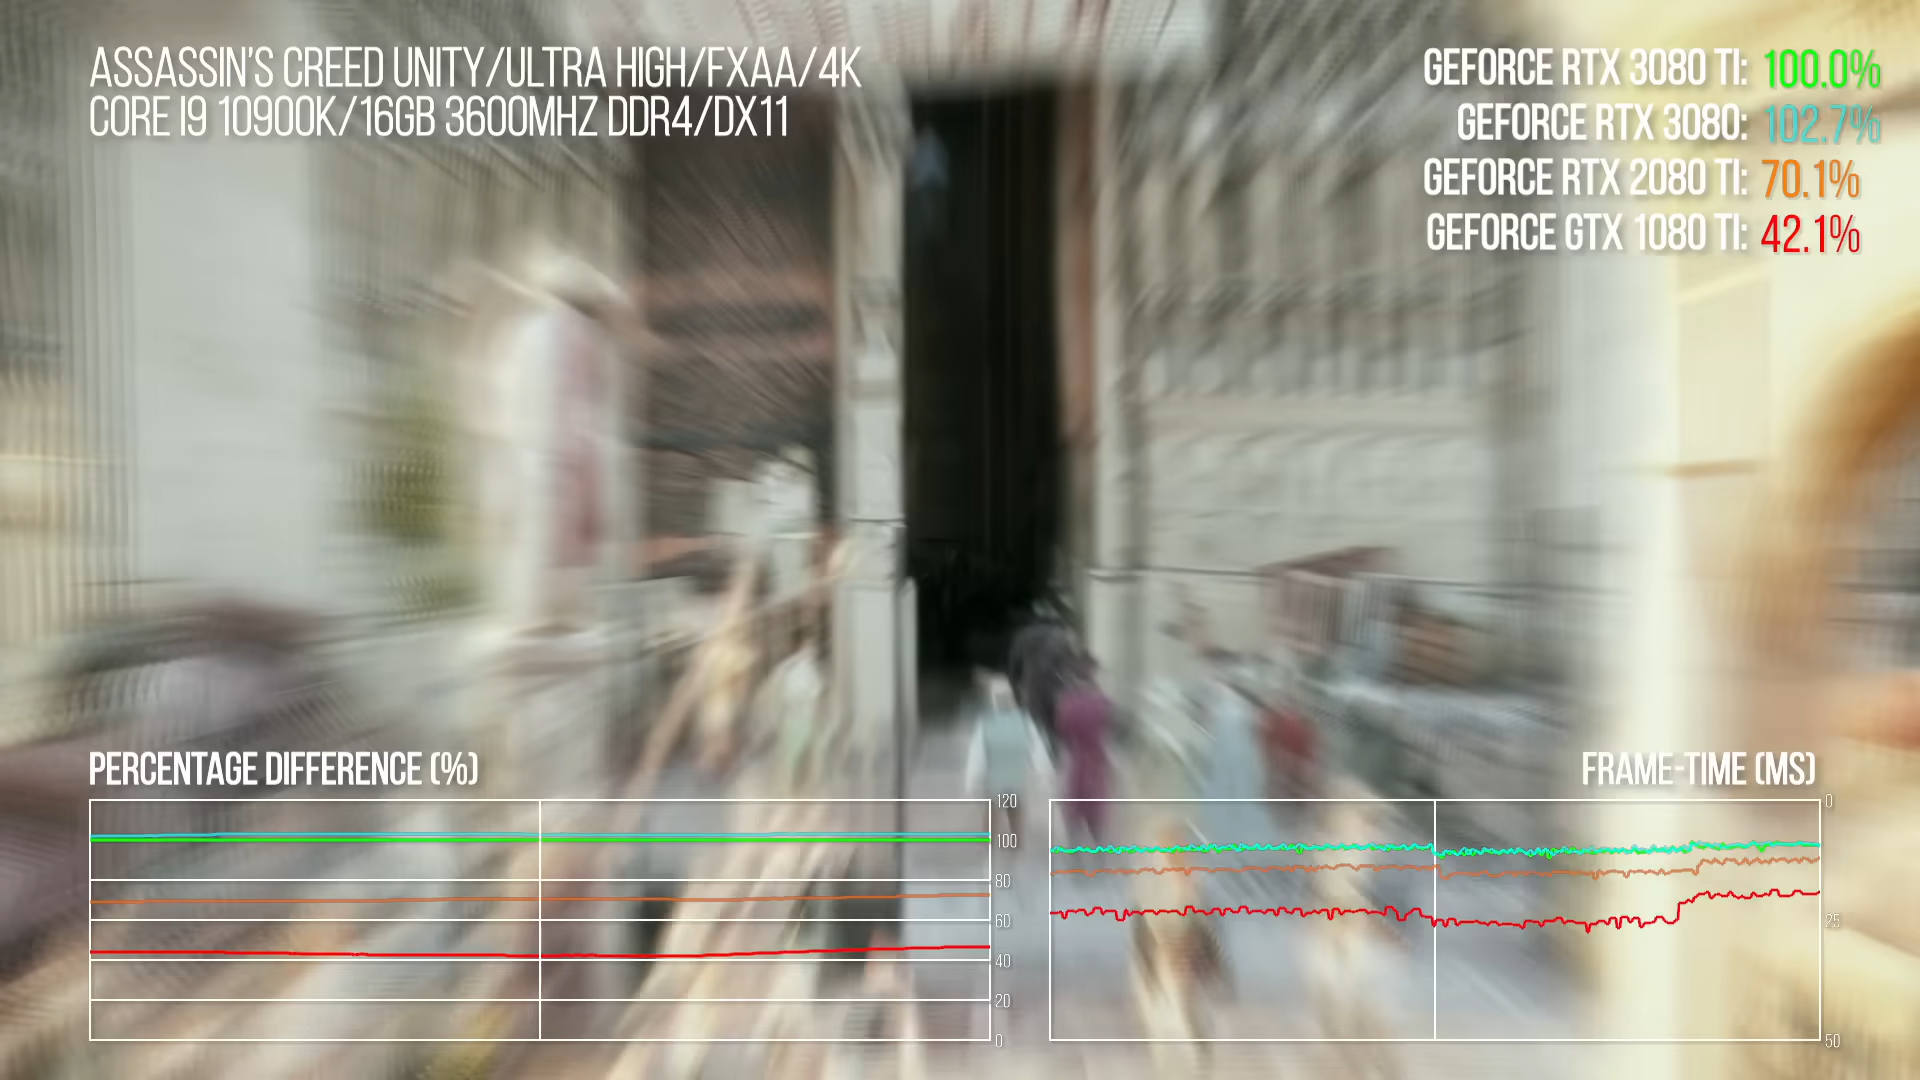 ASSASSIN'S CREED UNITY/ULTRA HIGH/FXAA/4K
CORE I9 10900K/16GB 3600MHZ DDR4/DX11
GEFORCE RTX 3080 TI: 100.0%
GEFORCE RTX 3080: 102.7%
GEFORCE RTX 2080 TI: 70.1%
GEFORCE GTX 1080 TI: 42.1%
PERCENTAGE DIFFERENCE (%)
120
100
80
60
40
20
0
FRAME-TIME (MS)
0
25
50